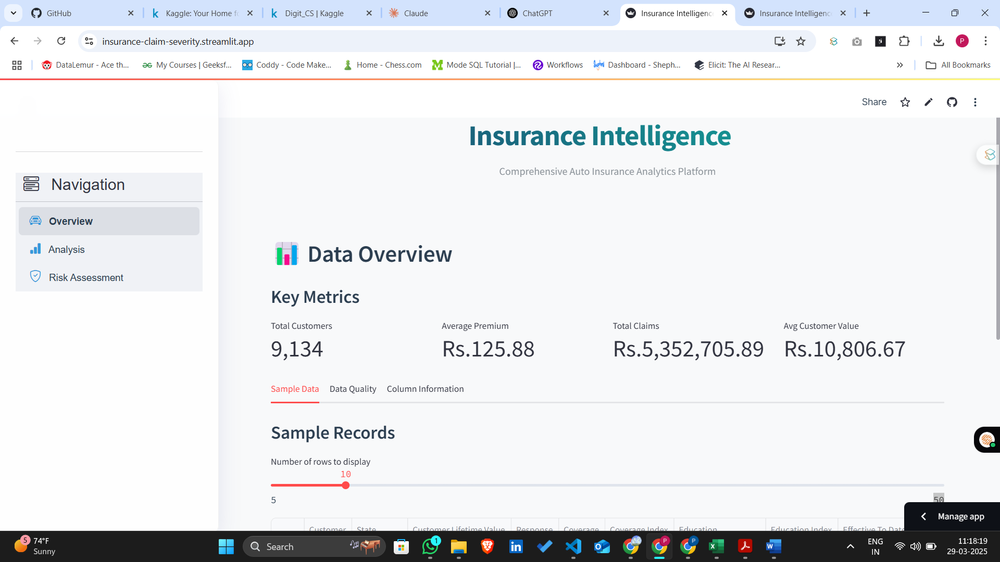 GitHub
Kaggle: Your Home fo
Digit_CS | Kaggle
Claude
ChatGPT
Insurance Intelligenc
Insurance Intelligenc
insurance-claim-severity.streamlit.app
P
DataLemur - Ace th...
My Courses | Geeksf...
Coddy - Code Make...
Home - Chess.com
Mode SQL Tutorial |...
Workflows
Dashboard - Sheph...
Elicit: The AI Resear...
All Bookmarks
Share
Navigation
Overview
Analysis
Risk Assessment
Insurance Intelligence
Comprehensive Auto Insurance Analytics Platform
Data Overview
Key Metrics
Total Customers
9,134
Average Premium
Rs.125.88
Total Claims
Rs.5,352,705.89
Avg Customer Value
Rs.10,806.67
Sample Data
Data Quality
Column Information
Sample Records
Number of rows to display
10
5
50
Manage app
Customer
State
Customer Lifetime Value
Response
Coverage
Coverage Index
Education
Education Index
Effective To Date
5
74°F
Sunny
Search
1
ENG
IN
11:18:19
29-03-2025